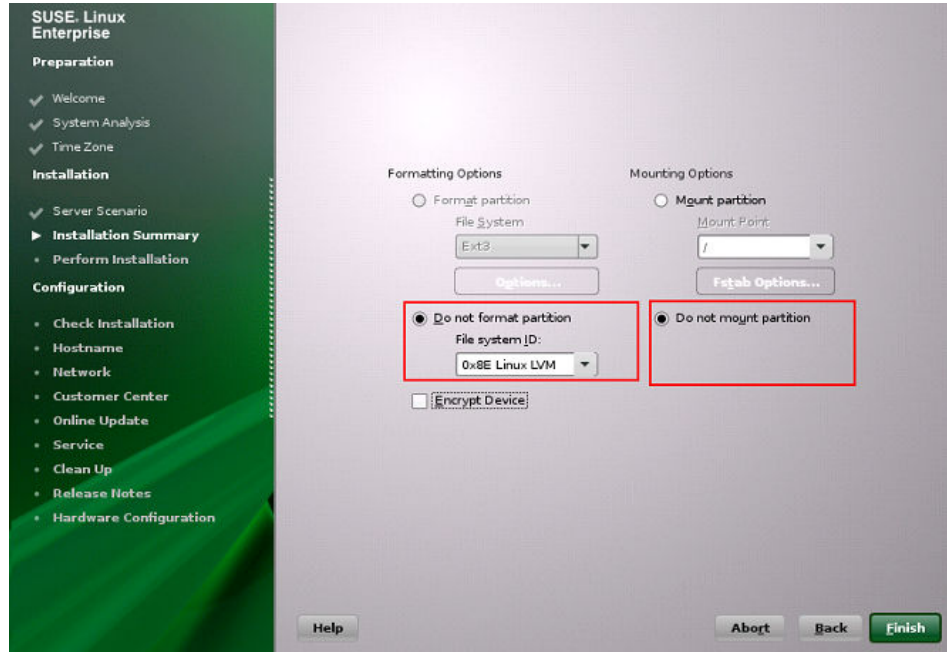 SUSE. Linux
Enterprise
Preparation
Welcome
System Analysis
Time Zone
Installation
Server Scenario
Installation Summary
Perform Installation
Configuration
Check Installation
Hostname
Network
Customer Center
Online Update
Service
Clean Up
Release Notes
Hardware Configuration
Formatting Options
Format partition
File System
Ext3
Options...
Do not format partition
File system ID:
0x8E Linux LVM
Encrypt Device
Mounting Options
Mount partition
Mount Point
/
Fstab Options...
Do not mount partition
Help
Abort
Back
Finish